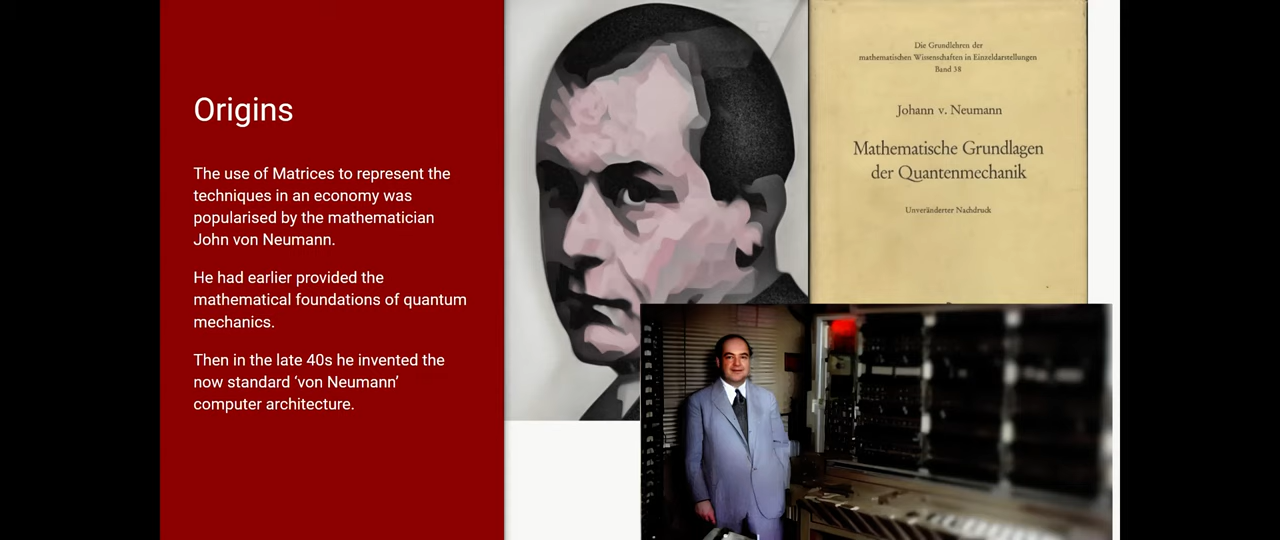 Origins
The use of Matrices to represent the
techniques in an economy was
popularised by the mathematician
John von Neumann.
He had earlier provided the
mathematical foundations of quantum
mechanics.
Then in the late 40s he invented the
now standard ‘von Neumann’
computer architecture.
Die Grundlehren der
mathematischen Wissenschaften in Einzeldarstellungen
Band 38
Johann v. Neumann
Mathematische Grundlagen
der Quantenmechanik
Unveränderter Nachdruck